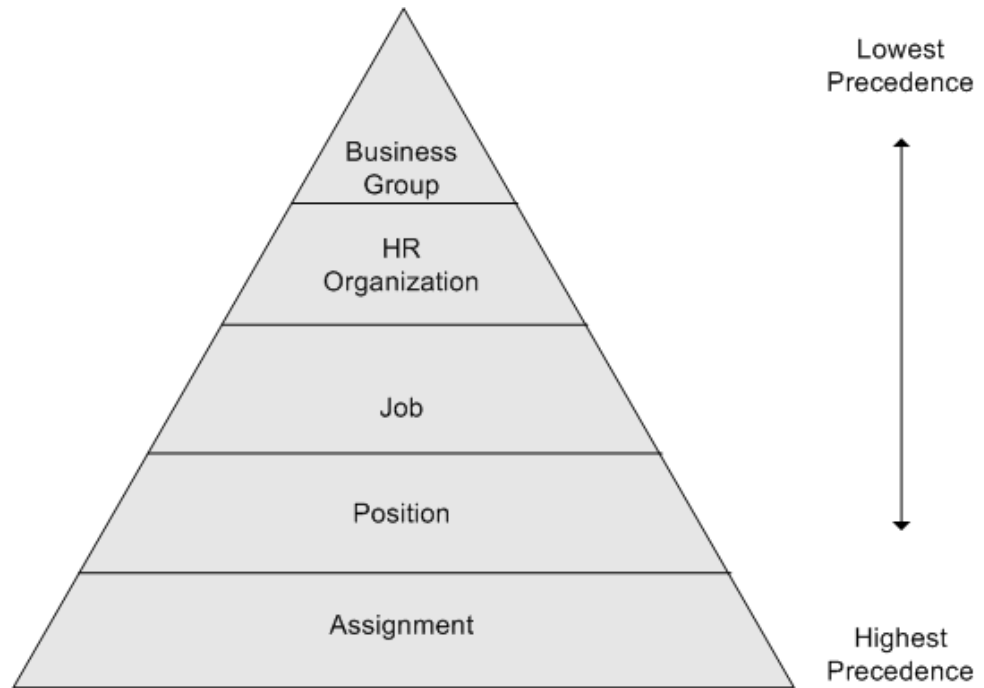 Lowest
Precedence
Business
Group
HR
Organization
Job
Position
Assignment
Highest
Precedence